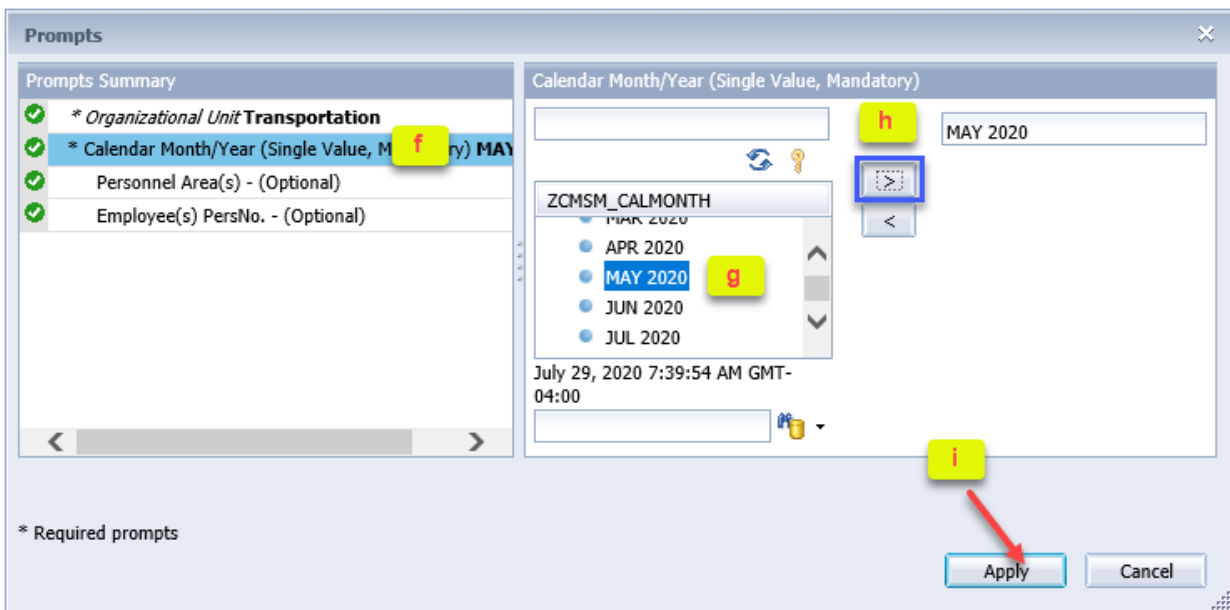 Prompts
Prompts Summary
* Organizational Unit Transportation
* Calendar Month/Year (Single Value, M f ry) MAY
Personnel Area(s) - (Optional)
Employee(s) PersNo. - (Optional)
* Required prompts
Calendar Month/Year (Single Value, Mandatory)
h
MAY 2020
>
<
ZCMSM_CALMONTH
MAR 2020
APR 2020
MAY 2020 g
JUN 2020
JUL 2020
July 29, 2020 7:39:54 AM GMT-
04:00
i
Apply
Cancel